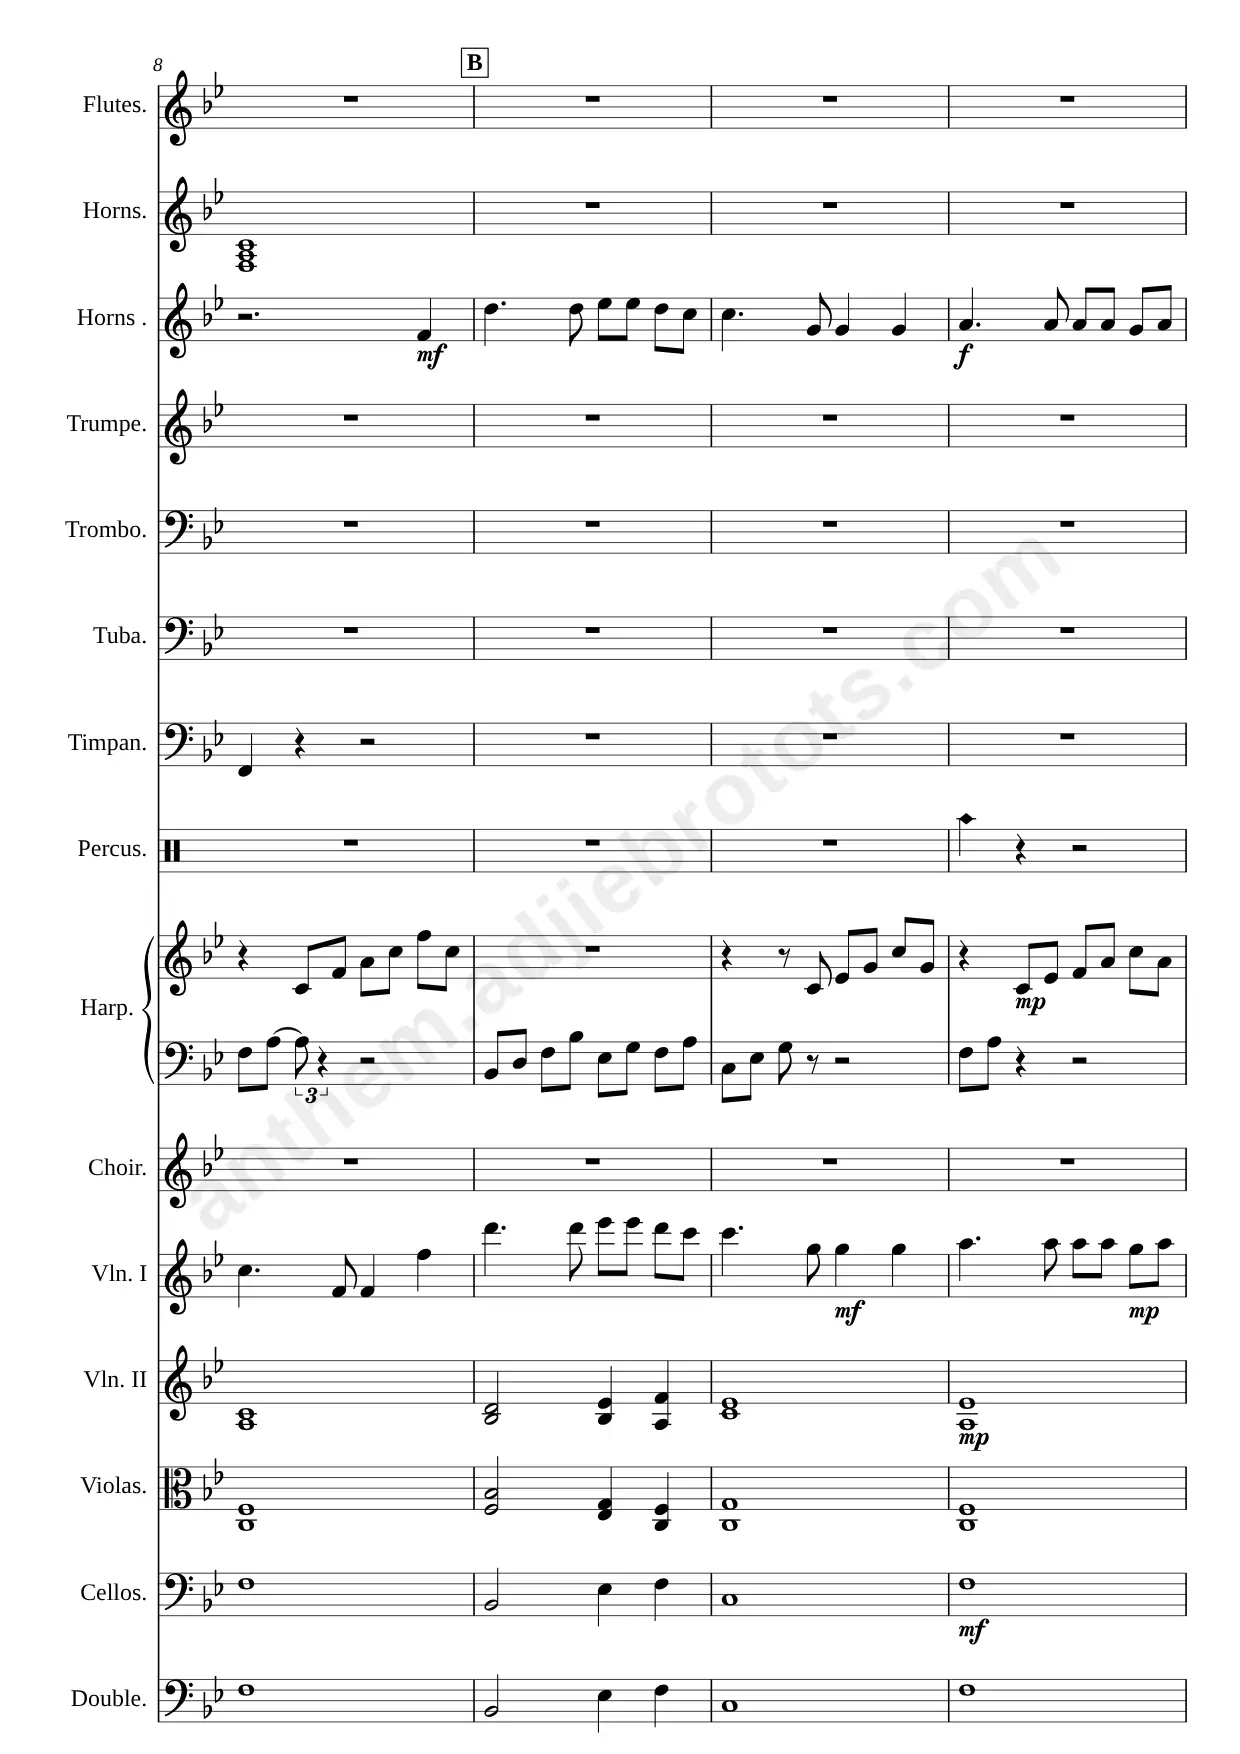 8
B
Flutes.
Horns.
Horns .
mf
f
Trumpe.
Trombo.
Tuba.
Timpan.
Percus.
Harp.
mp
3
Choir.
Vln. I
mf
mp
Vln. II
mp
Violas.
Cellos.
mf
Double.
anthem.adjiebrotots.com